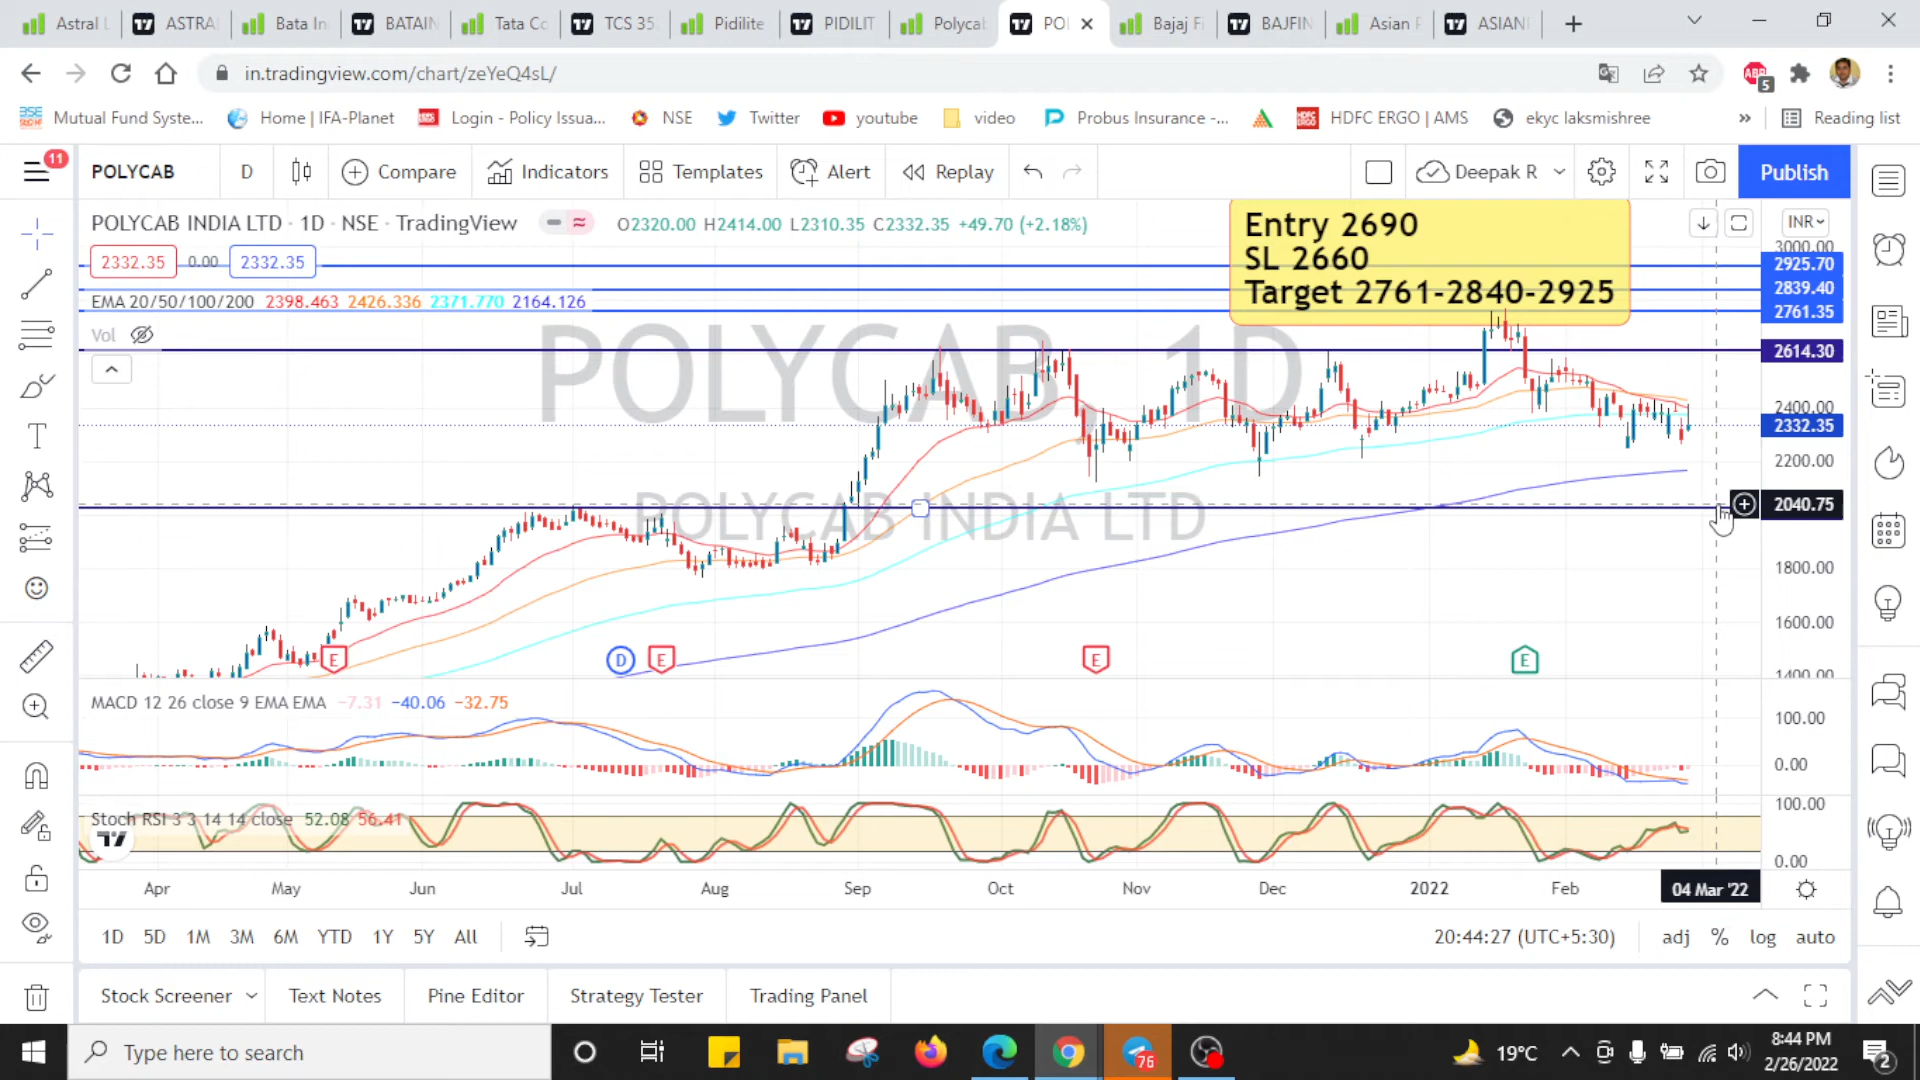 Astral L ASTRA Bata In BATAIN Tata Co TCS 35 Pidilite PIDILIT Polycab PO Bajaj Fi BAJFIN Asian P ASIAN
in.tradingview.com/chart/zeYeQ4sL/
ABP 5
Mutual Fund Syste... Home | IFA-Planet Login - Policy Issua... NSE Twitter youtube video Probus Insurance -... HDFC ERGO | AMS ekyc laksmishree » Reading list
11 POLYCAB D Compare Indicators Templates Alert Replay Deepak R Publish
POLYCAB INDIA LTD · 1D · NSE · TradingView O2320.00 H2414.00 L2310.35 C2332.35 +49.70 (+2.18%)
2332.35 0.00 2332.35
EMA 20/50/100/200 2398.463 2426.336 2371.770 2164.126
Vol
Entry 2690
SL 2660
Target 2761-2840-2925
INR
3000.00
2925.70
2839.40
2761.35
2614.30
2400.00
2332.35
2200.00
2040.75
1800.00
1600.00
1400.00
POLYCAB, 1D
POLYCAB INDIA LTD
E D E E E
MACD 12 26 close 9 EMA EMA −7.31 −40.06 −32.75
100.00
0.00
Stoch RSI 3 3 14 14 close 52.08 56.41
100.00
0.00
Apr May Jun Jul Aug Sep Oct Nov Dec 2022 Feb 04 Mar '22
1D 5D 1M 3M 6M YTD 1Y 5Y All 20:44:27 (UTC+5:30) adj % log auto
Stock Screener Text Notes Pine Editor Strategy Tester Trading Panel
Type here to search
76
19°C
8:44 PM
2/26/2022
2